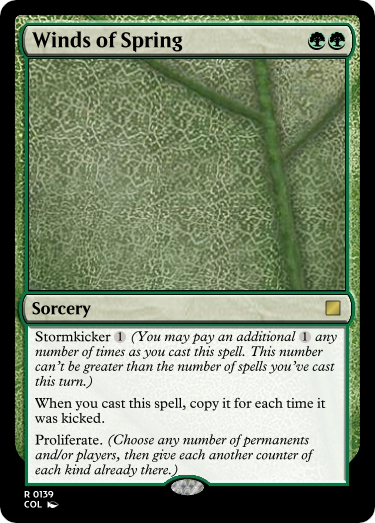 Winds of Spring
Sorcery
Stormkicker 1 (You may pay an additional 1 any
number of times as you cast this spell. This number
can't be greater than the number of spells you've cast
this turn.)
When you cast this spell, copy it for each time it
was kicked.
Proliferate. (Choose any number of permanents
and/or players, then give each another counter of
each kind already there.)
R 0139
COL